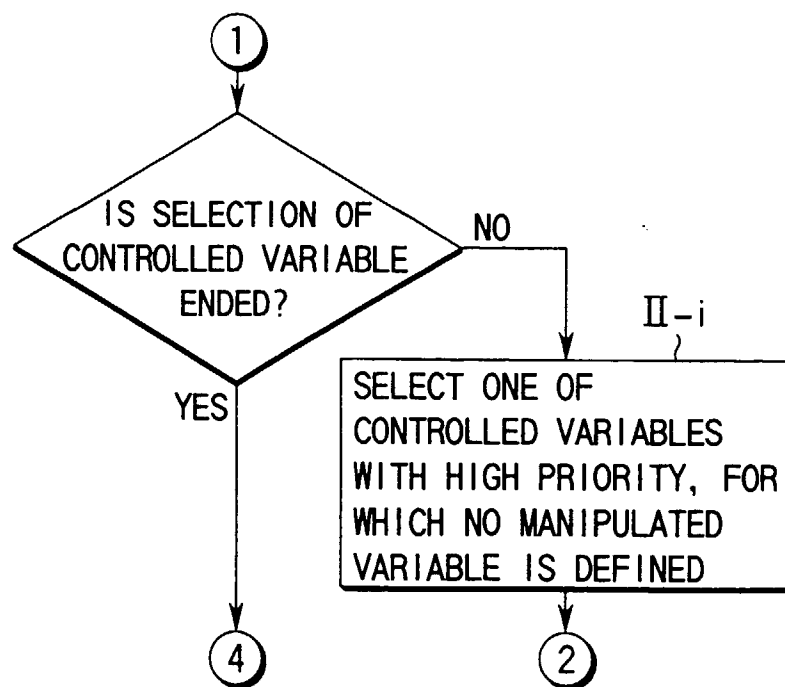 1
IS SELECTION OF
CONTROLLED VARIABLE
ENDED?
NO
YES
II-i
SELECT ONE OF
CONTROLLED VARIABLES
WITH HIGH PRIORITY, FOR
WHICH NO MANIPULATED
VARIABLE IS DEFINED
4
2